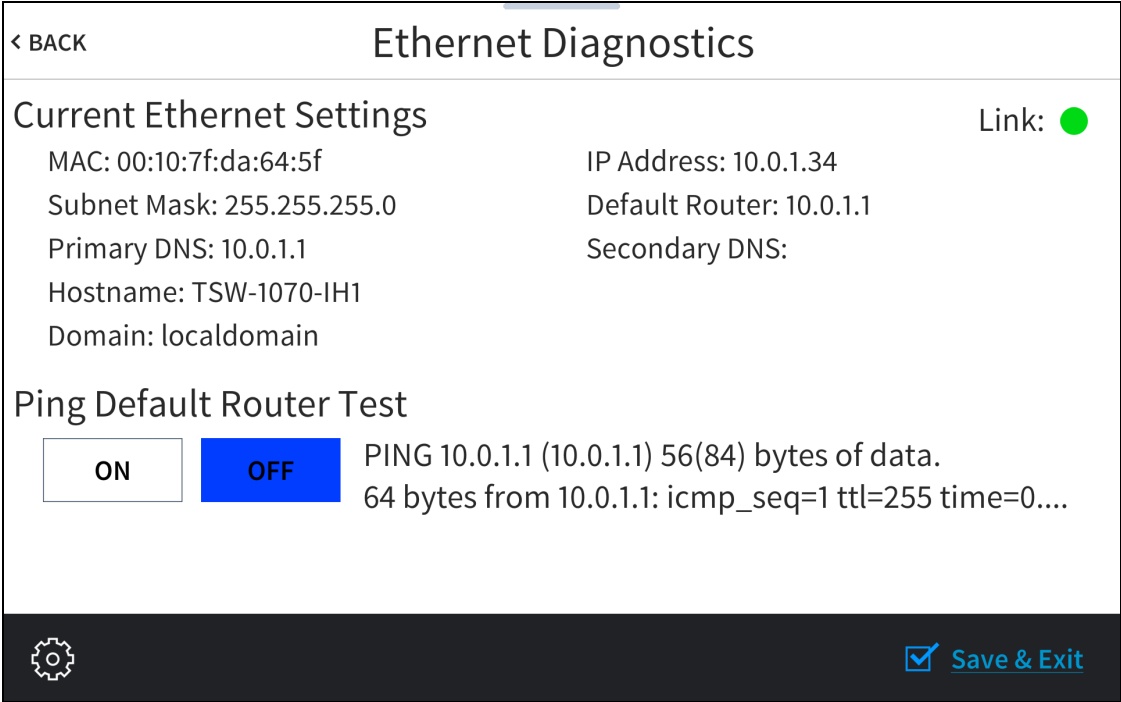 < BACK
Ethernet Diagnostics
Current Ethernet Settings
Link:
MAC: 00:10:7f:da:64:5f
IP Address: 10.0.1.34
Subnet Mask: 255.255.255.0
Default Router: 10.0.1.1
Primary DNS: 10.0.1.1
Secondary DNS:
Hostname: TSW-1070-IH1
Domain: localdomain
Ping Default Router Test
ON
OFF
PING 10.0.1.1 (10.0.1.1) 56(84) bytes of data.
64 bytes from 10.0.1.1: icmp_seq=1 ttl=255 time=0....
Save & Exit